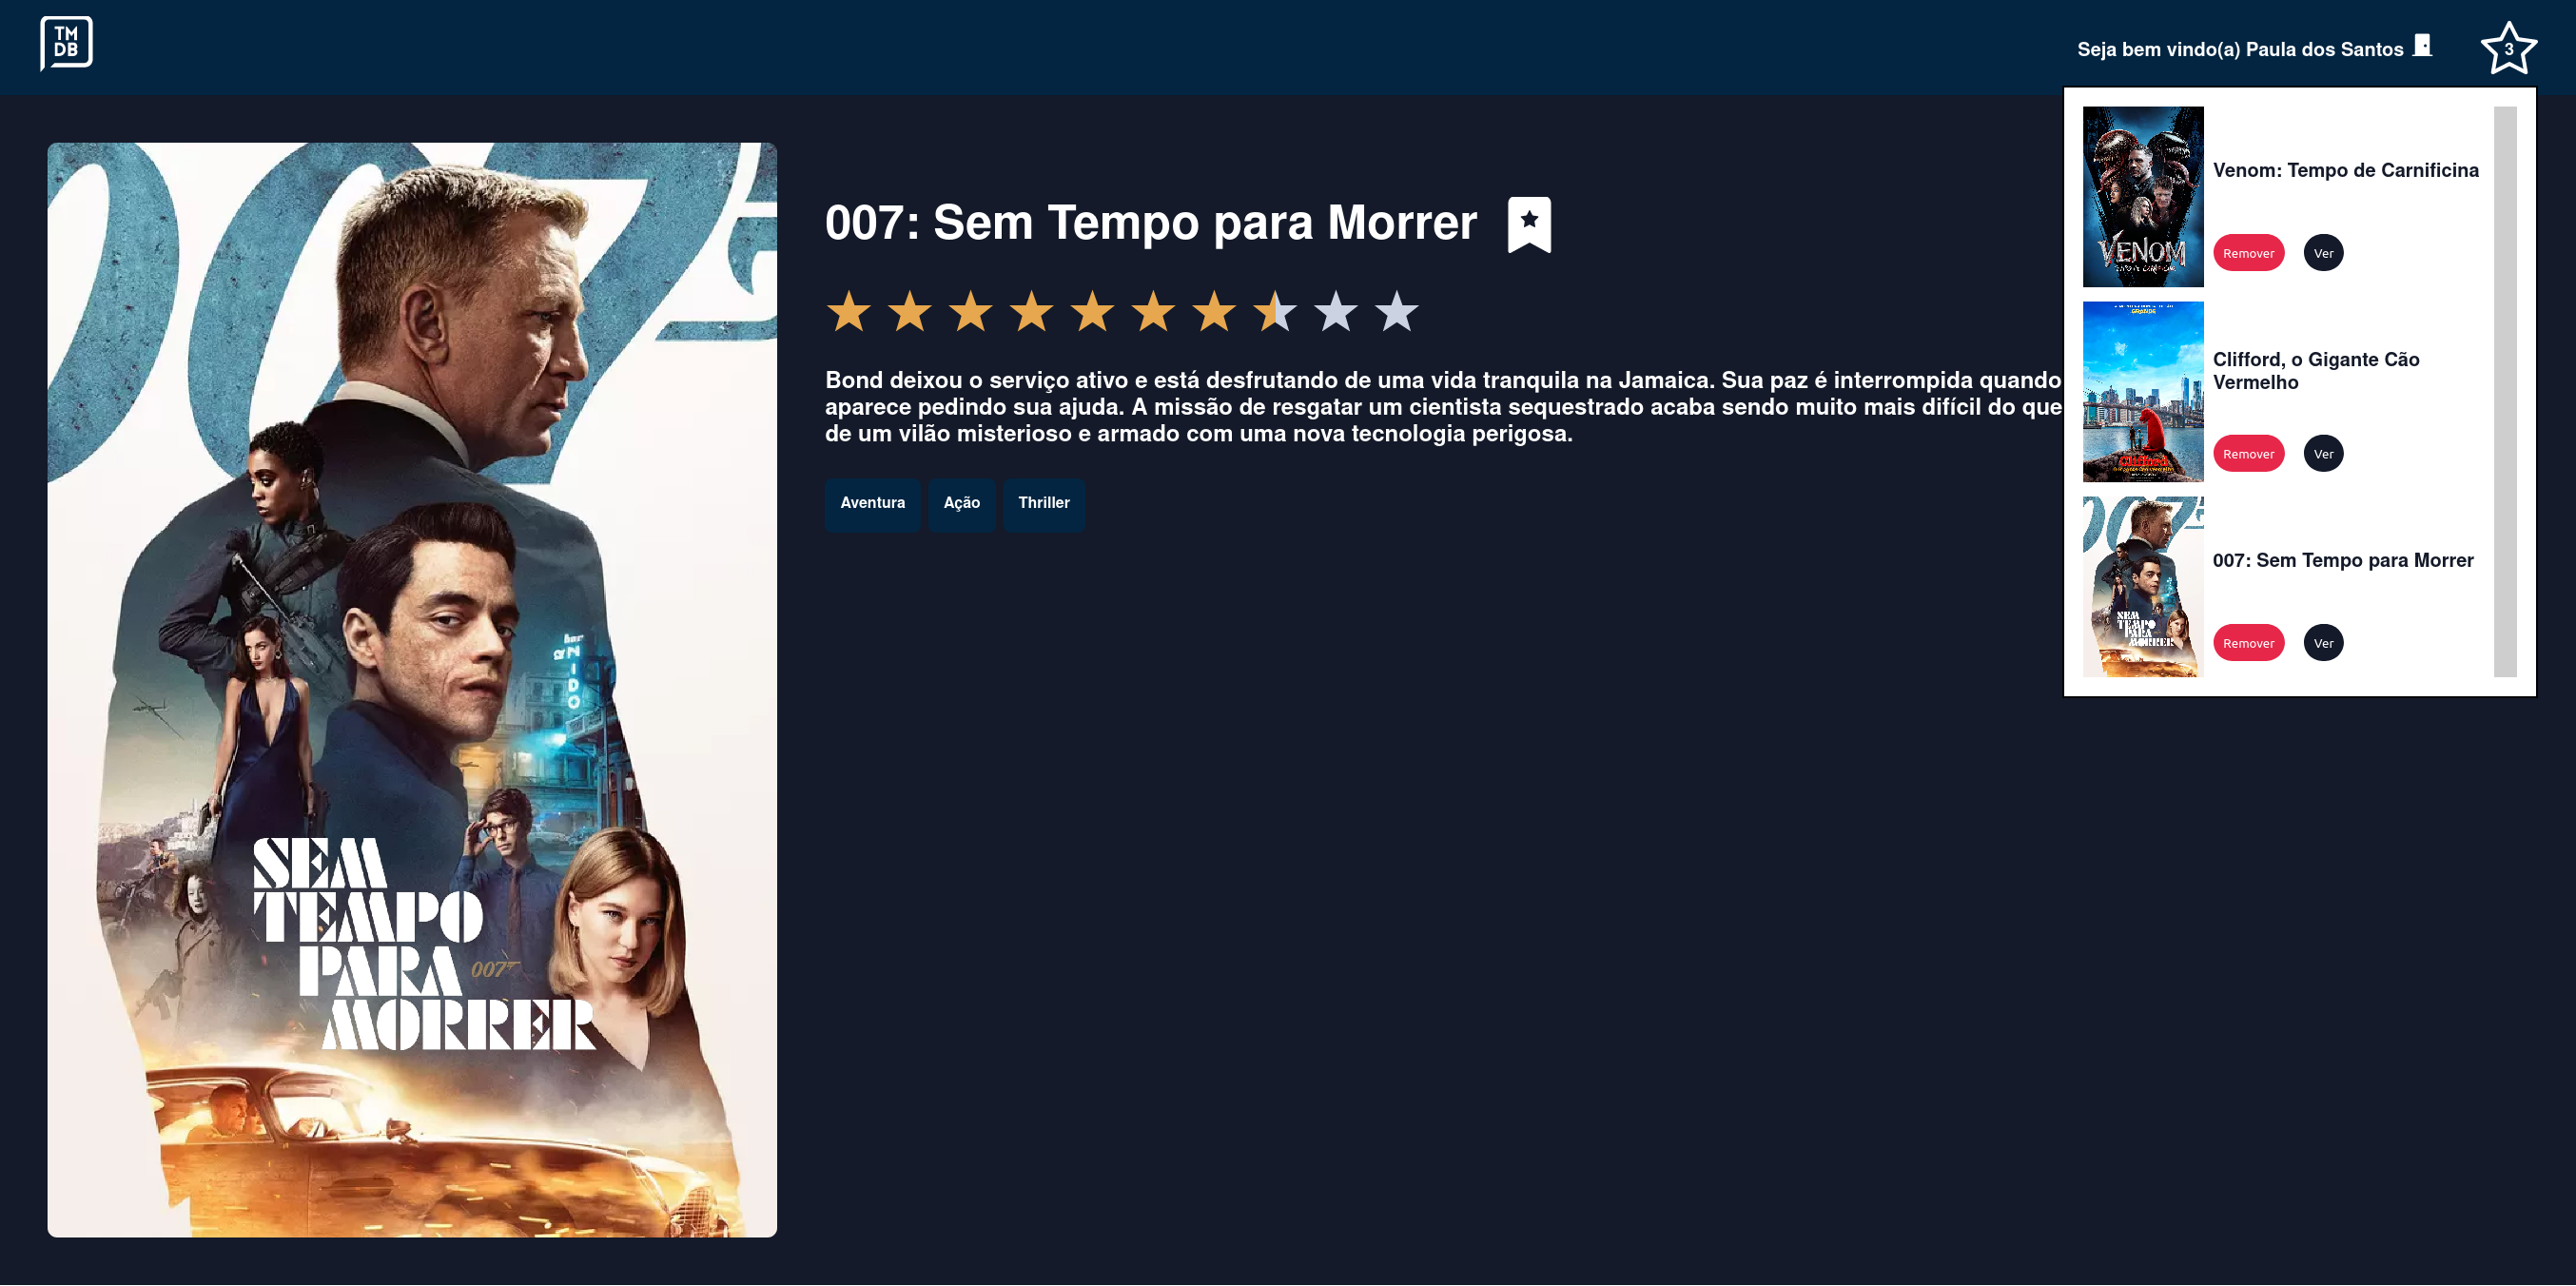 TM
DB
Seja bem vindo(a) Paula dos Santos
3
007
SEM
TEMPO
PARA
MORRER
007
007: Sem Tempo para Morrer
Bond deixou o serviço ativo e está desfrutando de uma vida tranquila na Jamaica. Sua paz é interrompida quando
aparece pedindo sua ajuda. A missão de resgatar um cientista sequestrado acaba sendo muito mais difícil do que
de um vilão misterioso e armado com uma nova tecnologia perigosa.
Aventura
Ação
Thriller
VENOM
Venom: Tempo de Carnificina
Remover
Ver
Clifford
Clifford, o Gigante Cão
Vermelho
Remover
Ver
007
SEM
TEMPO
PARA
MORRER
007: Sem Tempo para Morrer
Remover
Ver